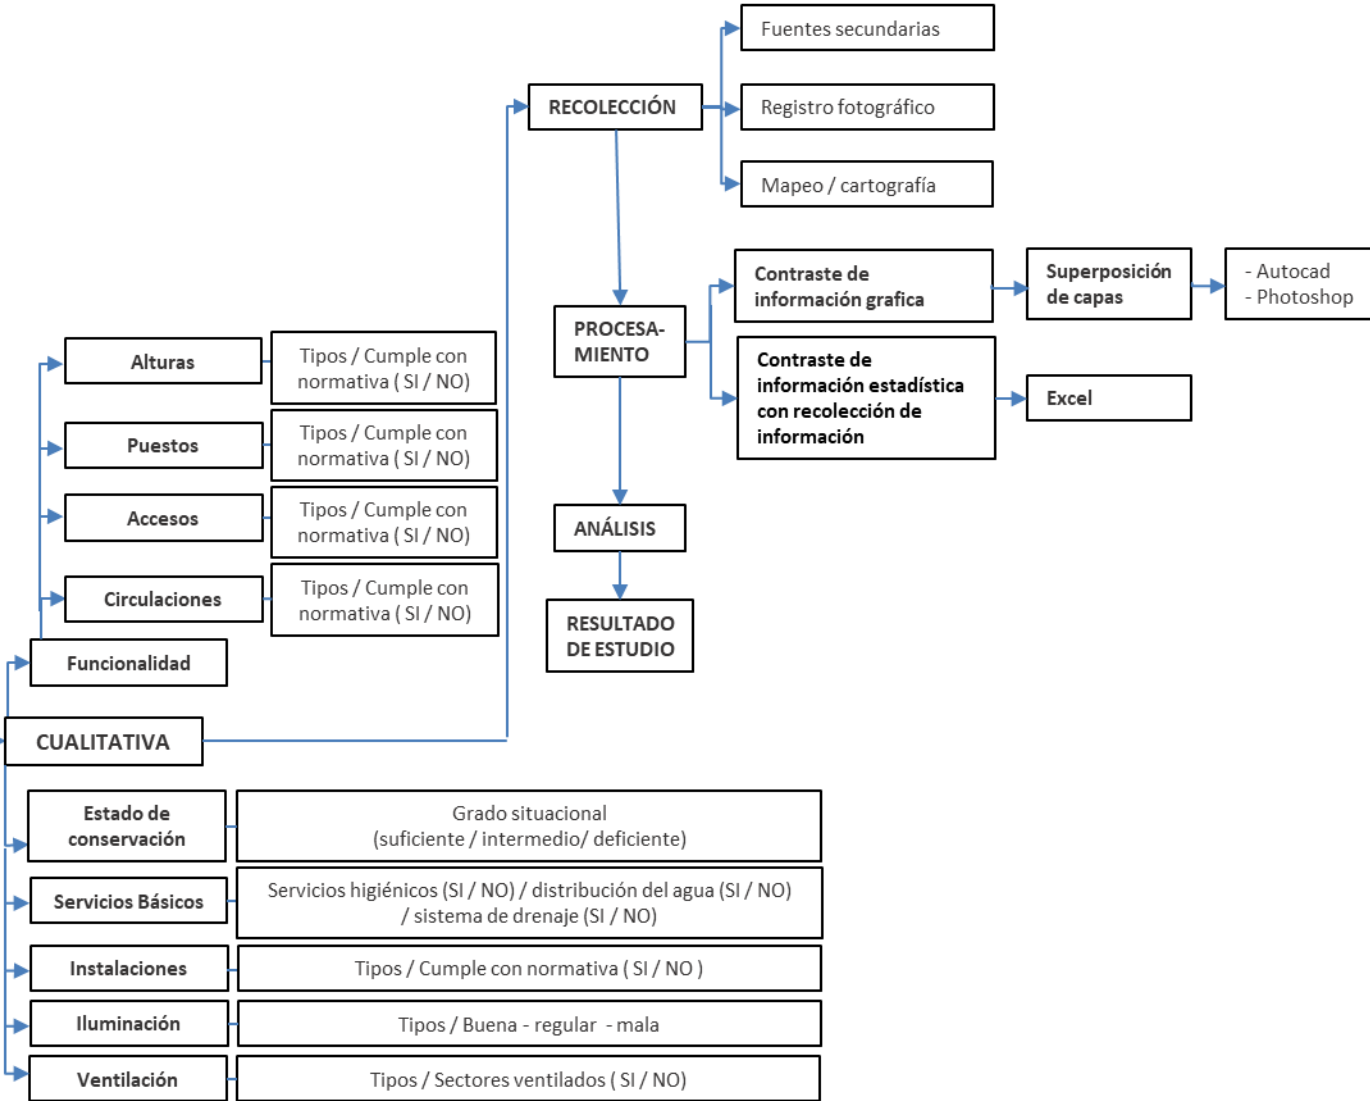 Fuentes secundarias
RECOLECCIÓN
Registro fotográfico
Mapeo / cartografía
Contraste de
información grafica
Superposición
de capas
- Autocad
- Photoshop
PROCESA-
MIENTO
Contraste de
información estadística
con recolección de
información
Excel
ANÁLISIS
RESULTADO
DE ESTUDIO
Alturas
Tipos / Cumple con
normativa ( SI / NO)
Puestos
Tipos / Cumple con
normativa ( SI / NO)
Accesos
Tipos / Cumple con
normativa ( SI / NO)
Circulaciones
Tipos / Cumple con
normativa ( SI / NO)
Funcionalidad
CUALITATIVA
Estado de
conservación
Grado situacional
(suficiente / intermedio/ deficiente)
Servicios Básicos
Servicios higiénicos (SI / NO) / distribución del agua (SI / NO)
/ sistema de drenaje (SI / NO)
Instalaciones
Tipos / Cumple con normativa ( SI / NO )
Iluminación
Tipos / Buena - regular  - mala
Ventilación
Tipos / Sectores ventilados ( SI / NO)